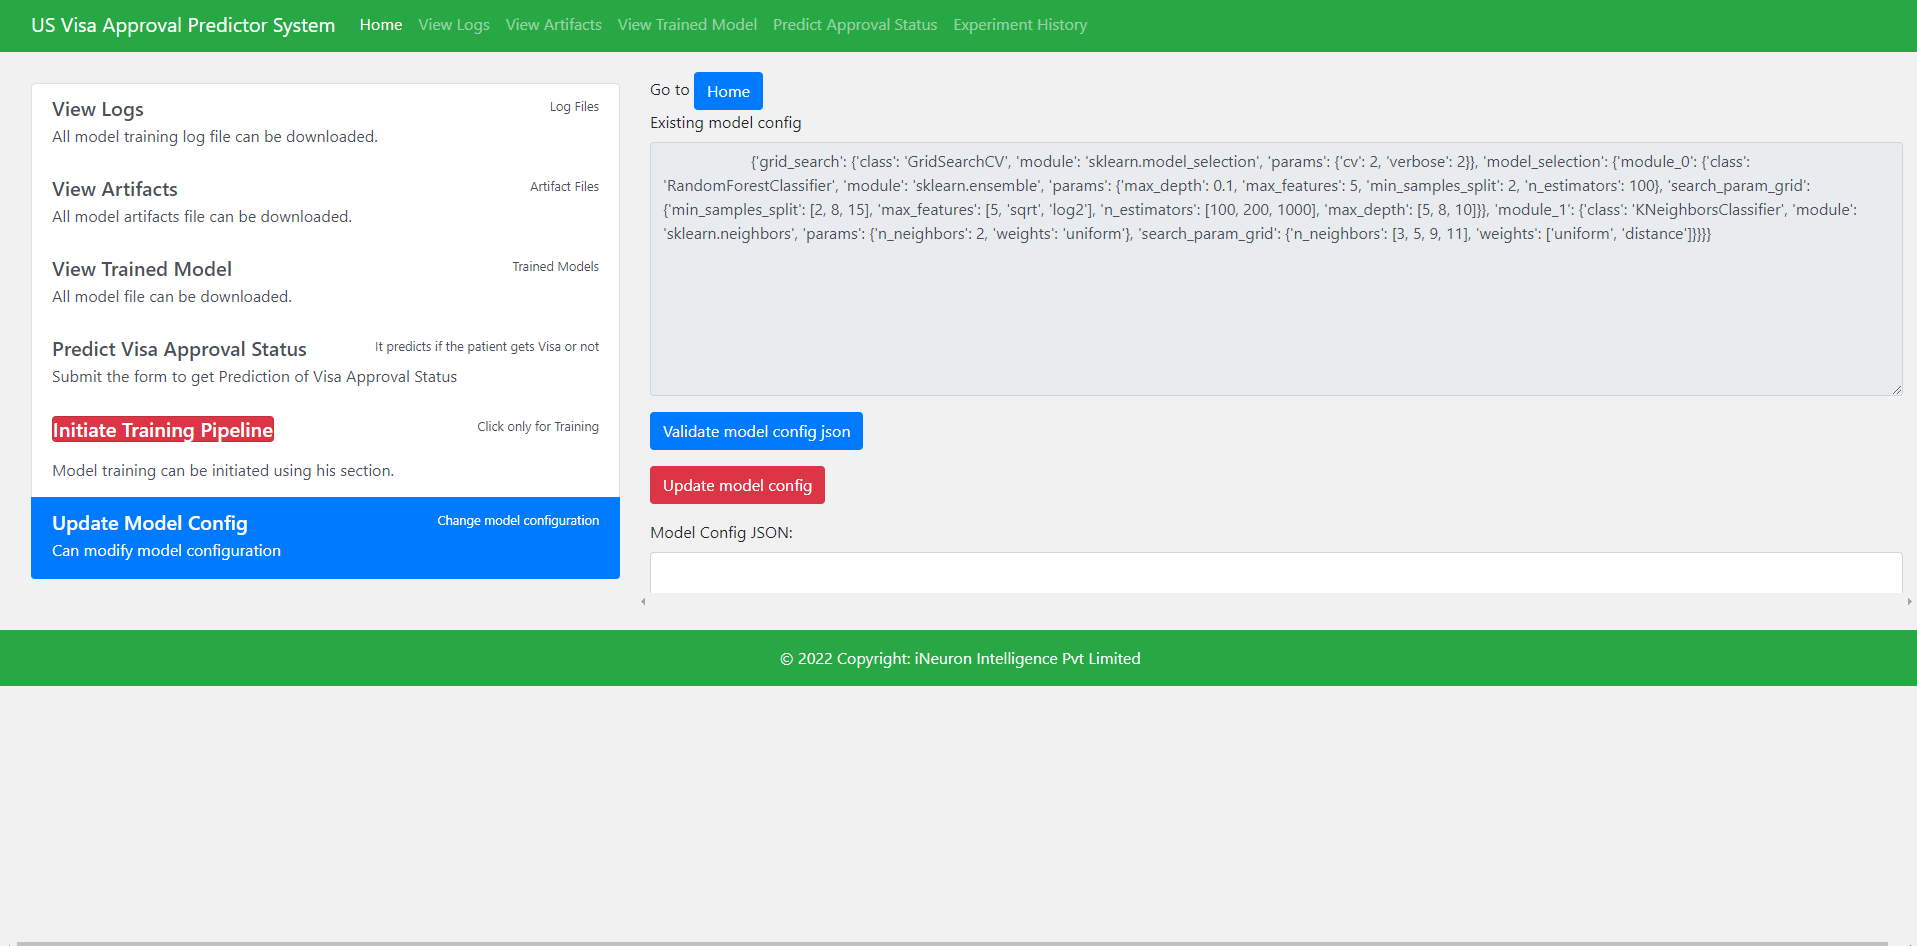 US Visa Approval Predictor System Home View Logs View Artifacts View Trained Model Predict Approval Status Experiment History
View Logs Log Files
All model training log file can be downloaded.
View Artifacts Artifact Files
All model artifacts file can be downloaded.
View Trained Model Trained Models
All model file can be downloaded.
Predict Visa Approval Status It predicts if the patient gets Visa or not
Submit the form to get Prediction of Visa Approval Status
Initiate Training Pipeline Click only for Training
Model training can be initiated using his section.
Update Model Config Change model configuration
Can modify model configuration
Go to Home
Existing model config
{'grid_search': {'class': 'GridSearchCV', 'module': 'sklearn.model_selection', 'params': {'cv': 2, 'verbose': 2}}, 'model_selection': {'module_0': {'class':
'RandomForestClassifier', 'module': 'sklearn.ensemble', 'params': {'max_depth': 0.1, 'max_features': 5, 'min_samples_split': 2, 'n_estimators': 100}, 'search_param_grid':
{'min_samples_split': [2, 8, 15], 'max_features': [5, 'sqrt', 'log2'], 'n_estimators': [100, 200, 1000], 'max_depth': [5, 8, 10]}}, 'module_1': {'class': 'KNeighborsClassifier', 'module':
'sklearn.neighbors', 'params': {'n_neighbors': 2, 'weights': 'uniform'}, 'search_param_grid': {'n_neighbors': [3, 5, 9, 11], 'weights': ['uniform', 'distance']}}}}
Validate model config json
Update model config
Model Config JSON:
© 2022 Copyright: iNeuron Intelligence Pvt Limited